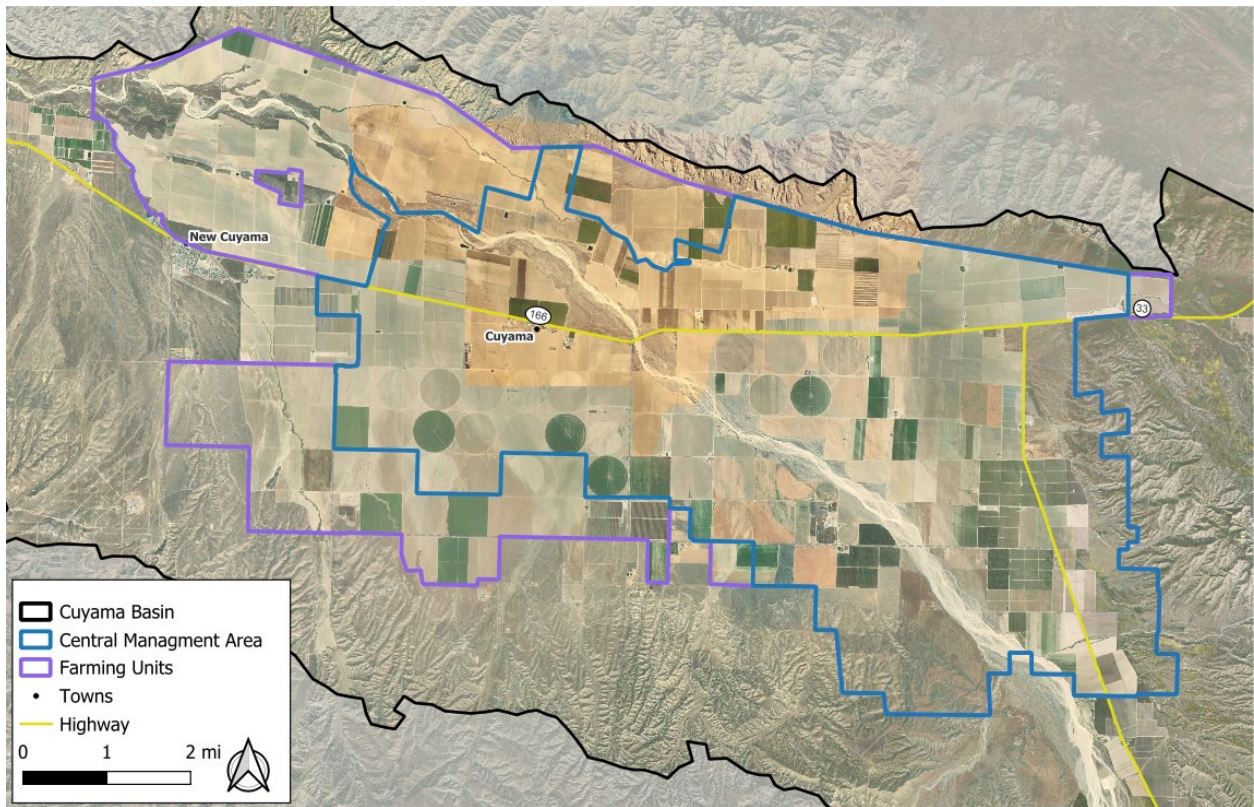 New Cuyama
166
Cuyama
33
Cuyama Basin
Central Managment Area
Farming Units
Towns
Highway
0 1 2 mi